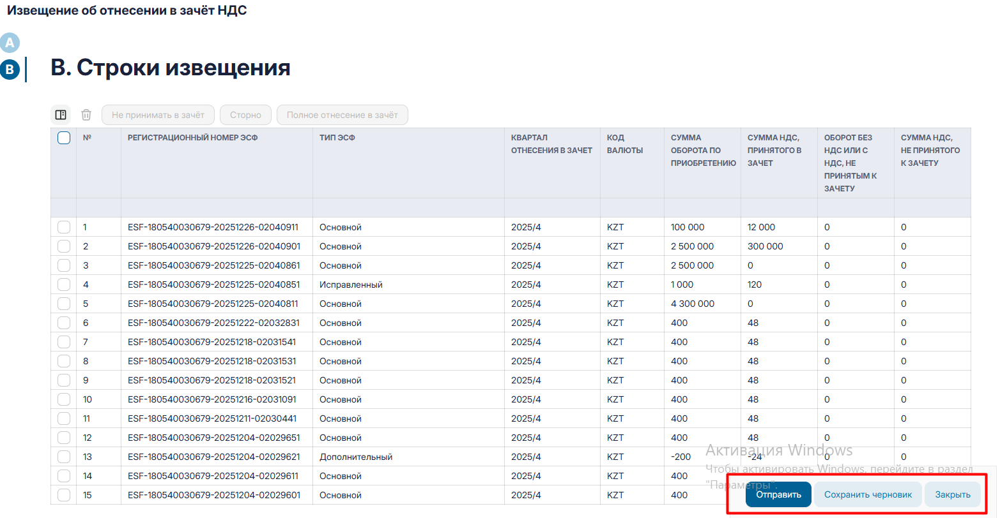 Извещение об отнесении в зачёт НДС
A
B
B. Строки извещения
Не принимать в зачёт Сторно Полное отнесение в зачёт
№ РЕГИСТРАЦИОННЫЙ НОМЕР ЭСФ ТИП ЭСФ КВАРТАЛ ОТНЕСЕНИЯ В ЗАЧЕТ КОД ВАЛЮТЫ СУММА ОБОРОТА ПО ПРИОБРЕТЕНИЮ СУММА НДС, ПРИНЯТОГО В ЗАЧЕТ ОБОРОТ БЕЗ НДС ИЛИ С НДС, НЕ ПРИНЯТЫМ К ЗАЧЕТУ СУММА НДС, НЕ ПРИНЯТОГО К ЗАЧЕТУ
1 ESF-180540030679-20251226-02040911 Основной 2025/4 KZT 100 000 12 000 0 0
2 ESF-180540030679-20251226-02040901 Основной 2025/4 KZT 2 500 000 300 000 0 0
3 ESF-180540030679-20251225-02040861 Основной 2025/4 KZT 2 500 000 0 0 0
4 ESF-180540030679-20251225-02040851 Исправленный 2025/4 KZT 1 000 120 0 0
5 ESF-180540030679-20251225-02040811 Основной 2025/4 KZT 4 300 000 0 0 0
6 ESF-180540030679-20251222-02032831 Основной 2025/4 KZT 400 48 0 0
7 ESF-180540030679-20251218-02031541 Основной 2025/4 KZT 400 48 0 0
8 ESF-180540030679-20251218-02031531 Основной 2025/4 KZT 400 48 0 0
9 ESF-180540030679-20251218-02031521 Основной 2025/4 KZT 400 48 0 0
10 ESF-180540030679-20251216-02031091 Основной 2025/4 KZT 400 48 0 0
11 ESF-180540030679-20251211-02030441 Основной 2025/4 KZT 400 48 0 0
12 ESF-180540030679-20251204-02029651 Основной 2025/4 KZT 400 48 0 0
13 ESF-180540030679-20251204-02029621 Дополнительный 2025/4 KZT -200 -24 0 0
14 ESF-180540030679-20251204-02029611 Основной 2025/4 KZT 400
15 ESF-180540030679-20251204-02029601 Основной 2025/4 KZT 400
Активация Windows
Чтобы активировать Windows, перейдите в раздел
"Параметры".
Отправить Сохранить черновик Закрыть